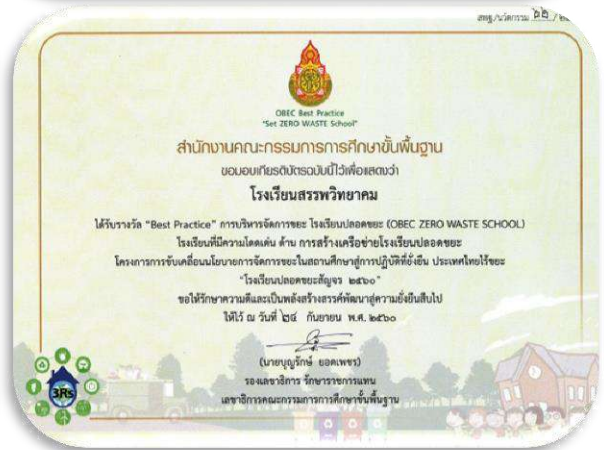 สพฐ./นวัตกรรม ๖๒ /
OBEC Best Practice
"Set ZERO WASTE School"
สำนักงานคณะกรรมการการศึกษาขั้นพื้นฐาน
ขอมอบเกียรติบัตรฉบับนี้ไว้เพื่อแสดงว่า
โรงเรียนสรรพวิทยาคม
ได้รับรางวัล "Best Practice" การบริหารจัดการขยะ โรงเรียนปลอดขยะ (OBEC ZERO WASTE SCHOOL)
โรงเรียนที่มีความโดดเด่น ด้าน การสร้างเครือข่ายโรงเรียนปลอดขยะ
โครงการการขับเคลื่อนนโยบายการจัดการขยะในสถานศึกษาสู่การปฏิบัติที่ยั่งยืน ประเทศไทยไร้ขยะ
"โรงเรียนปลอดขยะสัญจร ๒๕๖๐"
ขอให้รักษาความดีและเป็นพลังสร้างสรรค์พัฒนาสู่ความยั่งยืนสืบไป
ให้ไว้ ณ วันที่ ๒๔ กันยายน พ.ศ. ๒๕๖๐
(นายบุญรักษ์ ยอดเพชร)
รองเลขาธิการ รักษาราชการแทน
เลขาธิการคณะกรรมการการศึกษาขั้นพื้นฐาน
3Rs